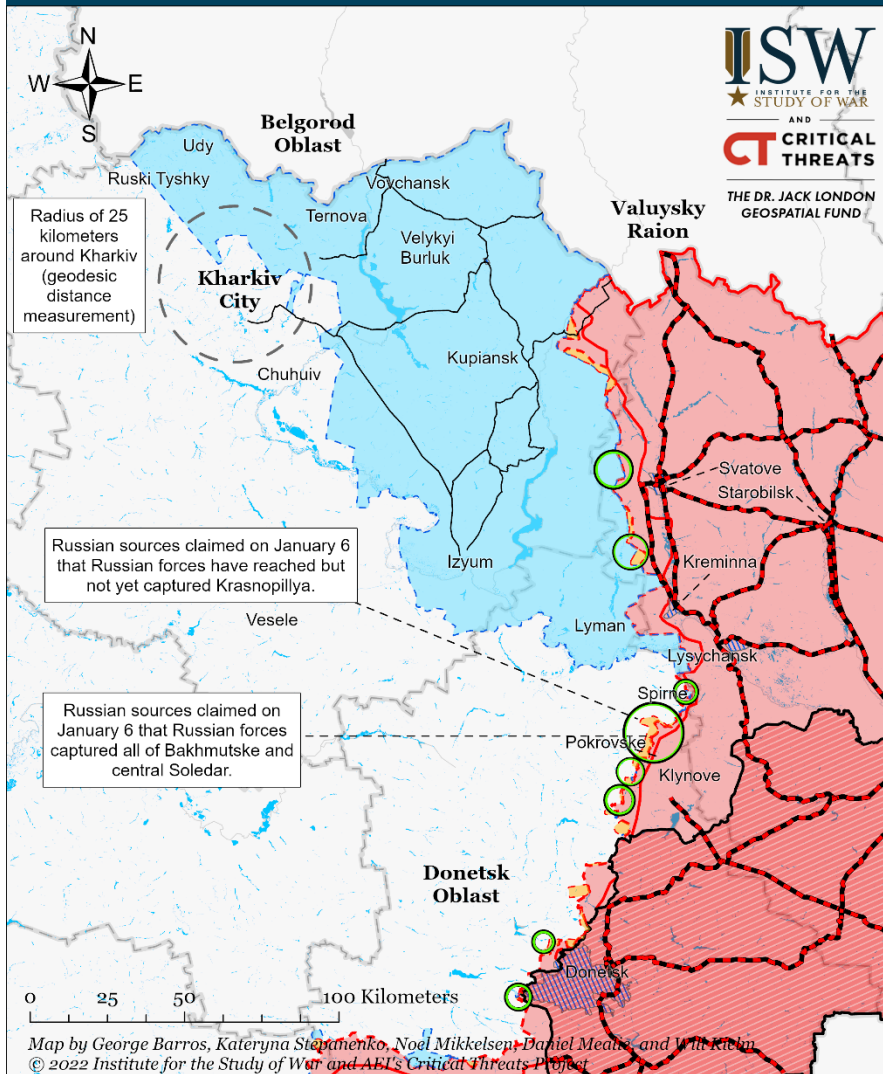 N
W E
S
ISW
INSTITUTE FOR THE
STUDY OF WAR
AND
CT CRITICAL
THREATS
THE DR. JACK LONDON
GEOSPATIAL FUND
Belgorod
Oblast
Udy
Ruski Tyshky
Vovchansk
Ternova
Valuysky
Raion
Radius of 25
kilometers
around Kharkiv
(geodesic
distance
measurement)
Velykyi
Burluk
Kharkiv
City
Kupiansk
Chuhuiv
Svatove
Starobilsk
Russian sources claimed on January 6
that Russian forces have reached but
not yet captured Krasnopillya.
Izyum
Kreminna
Vesele
Lyman
Lysychansk
Spirne
Russian sources claimed on
January 6 that Russian forces
captured all of Bakhmutske and
central Soledar.
Pokrovske
Klynove
Donetsk
Oblast
Donetsk
0 50 100 Kilometers
Map by George Barros, Kateryna Stepanenko, Noel Mikkelsen, Daniel Mealie, and Will Kielm
© 2022 Institute for the Study of War and AEI's Critical Threats Project